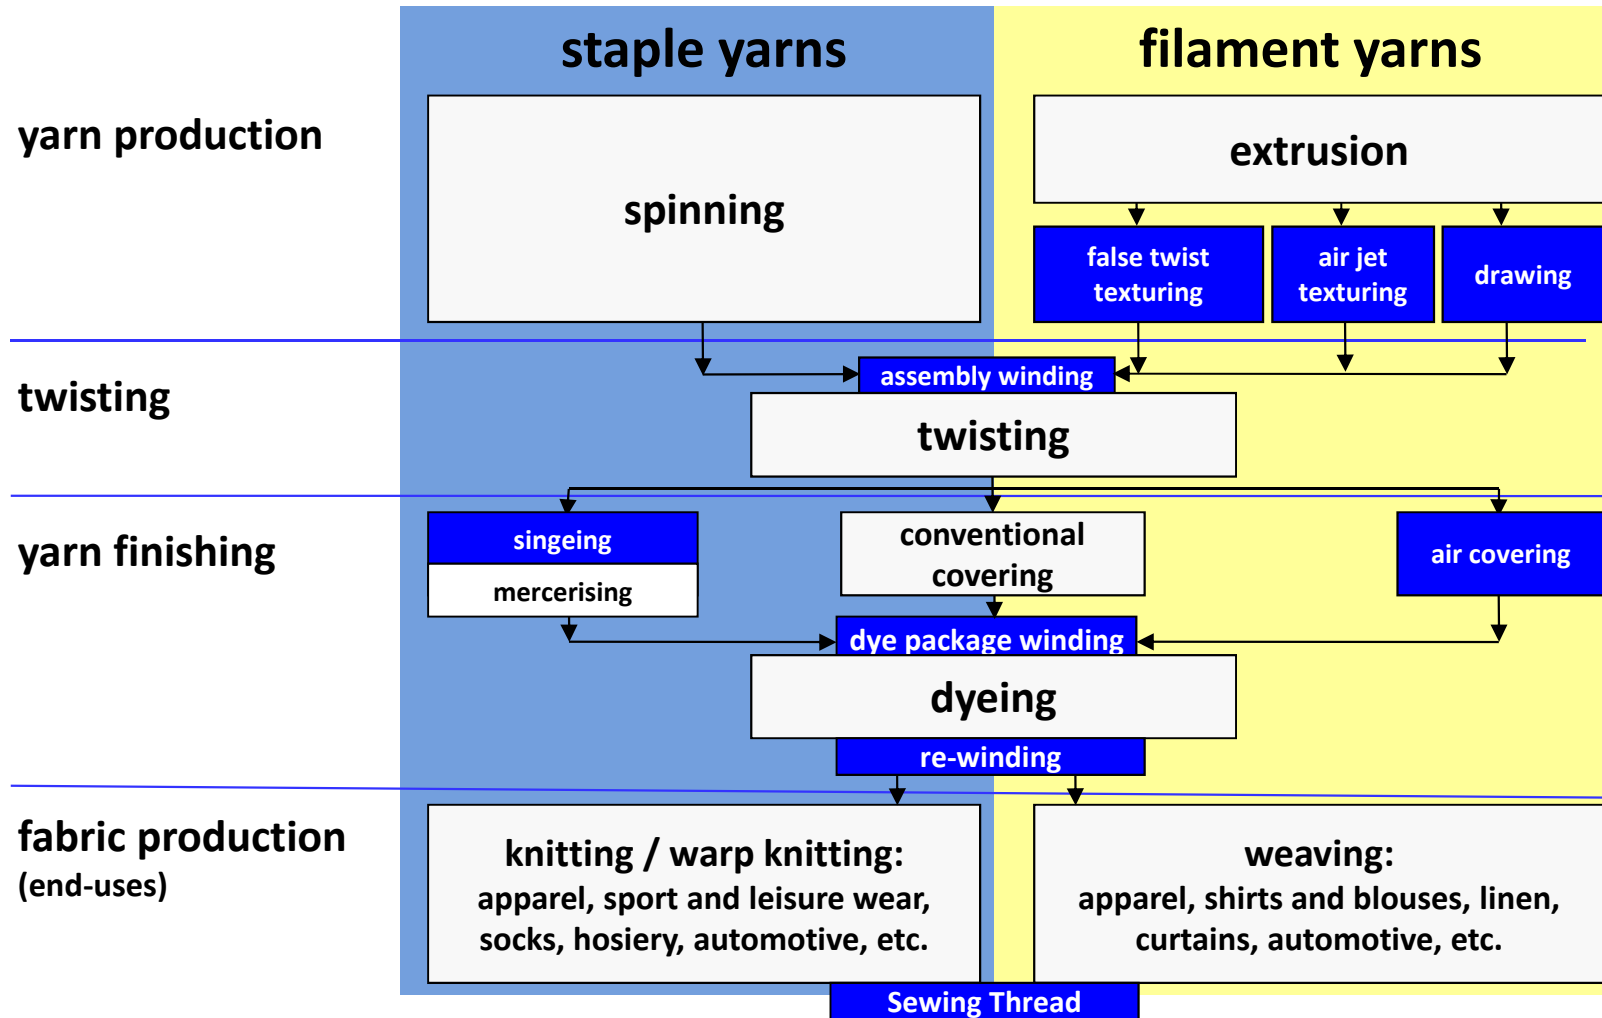 staple yarns
filament yarns
yarn production
spinning
extrusion
false twist
texturing
air jet
texturing
drawing
twisting
assembly winding
twisting
yarn finishing
singeing
mercerising
conventional
covering
air covering
dye package winding
dyeing
re-winding
fabric production
(end-uses)
knitting / warp knitting:
apparel, sport and leisure wear,
socks, hosiery, automotive, etc.
weaving:
apparel, shirts and blouses, linen,
curtains, automotive, etc.
Sewing Thread